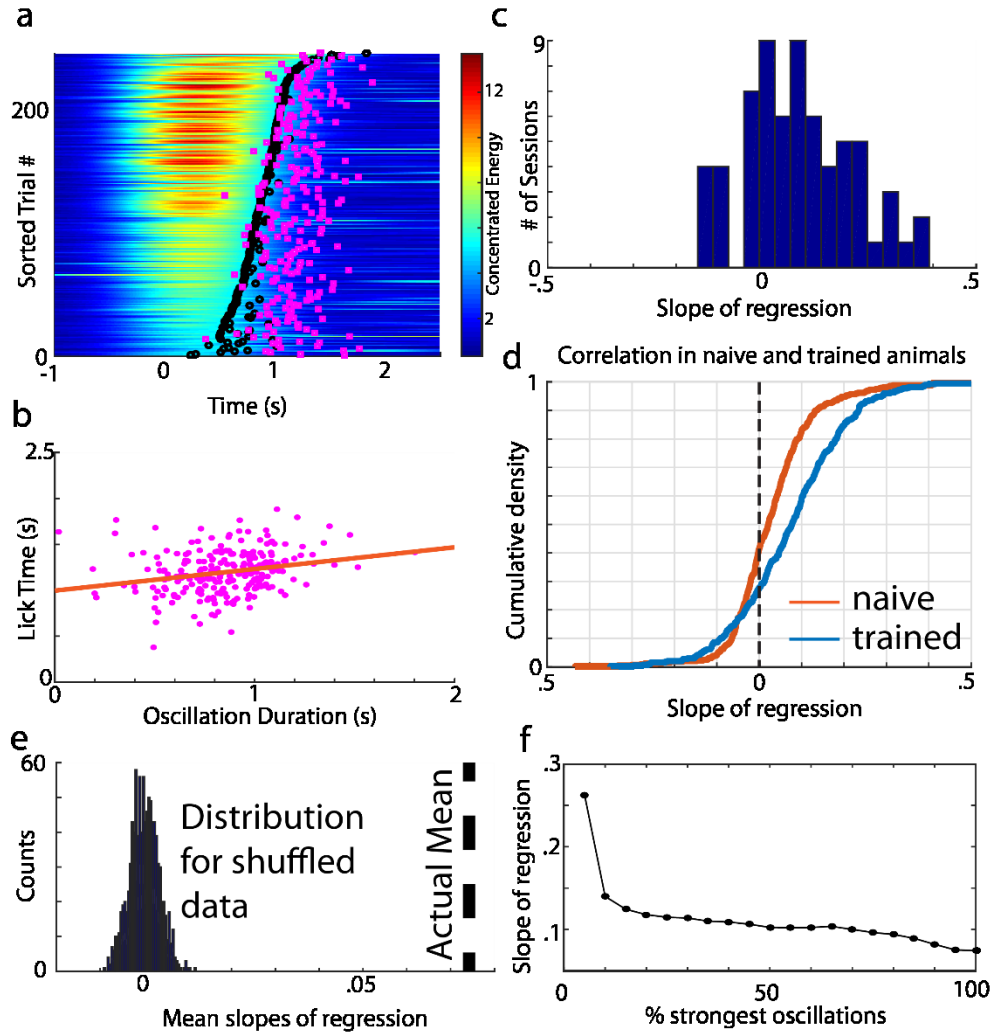 a
Sorted Trial #
200
0
-1
0
1
2
Time (s)
12
2
Concentrated Energy
b
Lick Time (s)
2.5
0
0
1
2
Oscillation Duration (s)
c
# of Sessions
9
0
-.5
0
.5
Slope of regression
d
Correlation in naive and trained animals
Cumulative density
1
0
.5
0
.5
naive
trained
Slope of regression
e
Counts
60
0
0
.05
Distribution
for shuffled
data
Actual Mean
Mean slopes of regression
f
Slope of regression
.3
.2
.1
0
50
100
% strongest oscillations